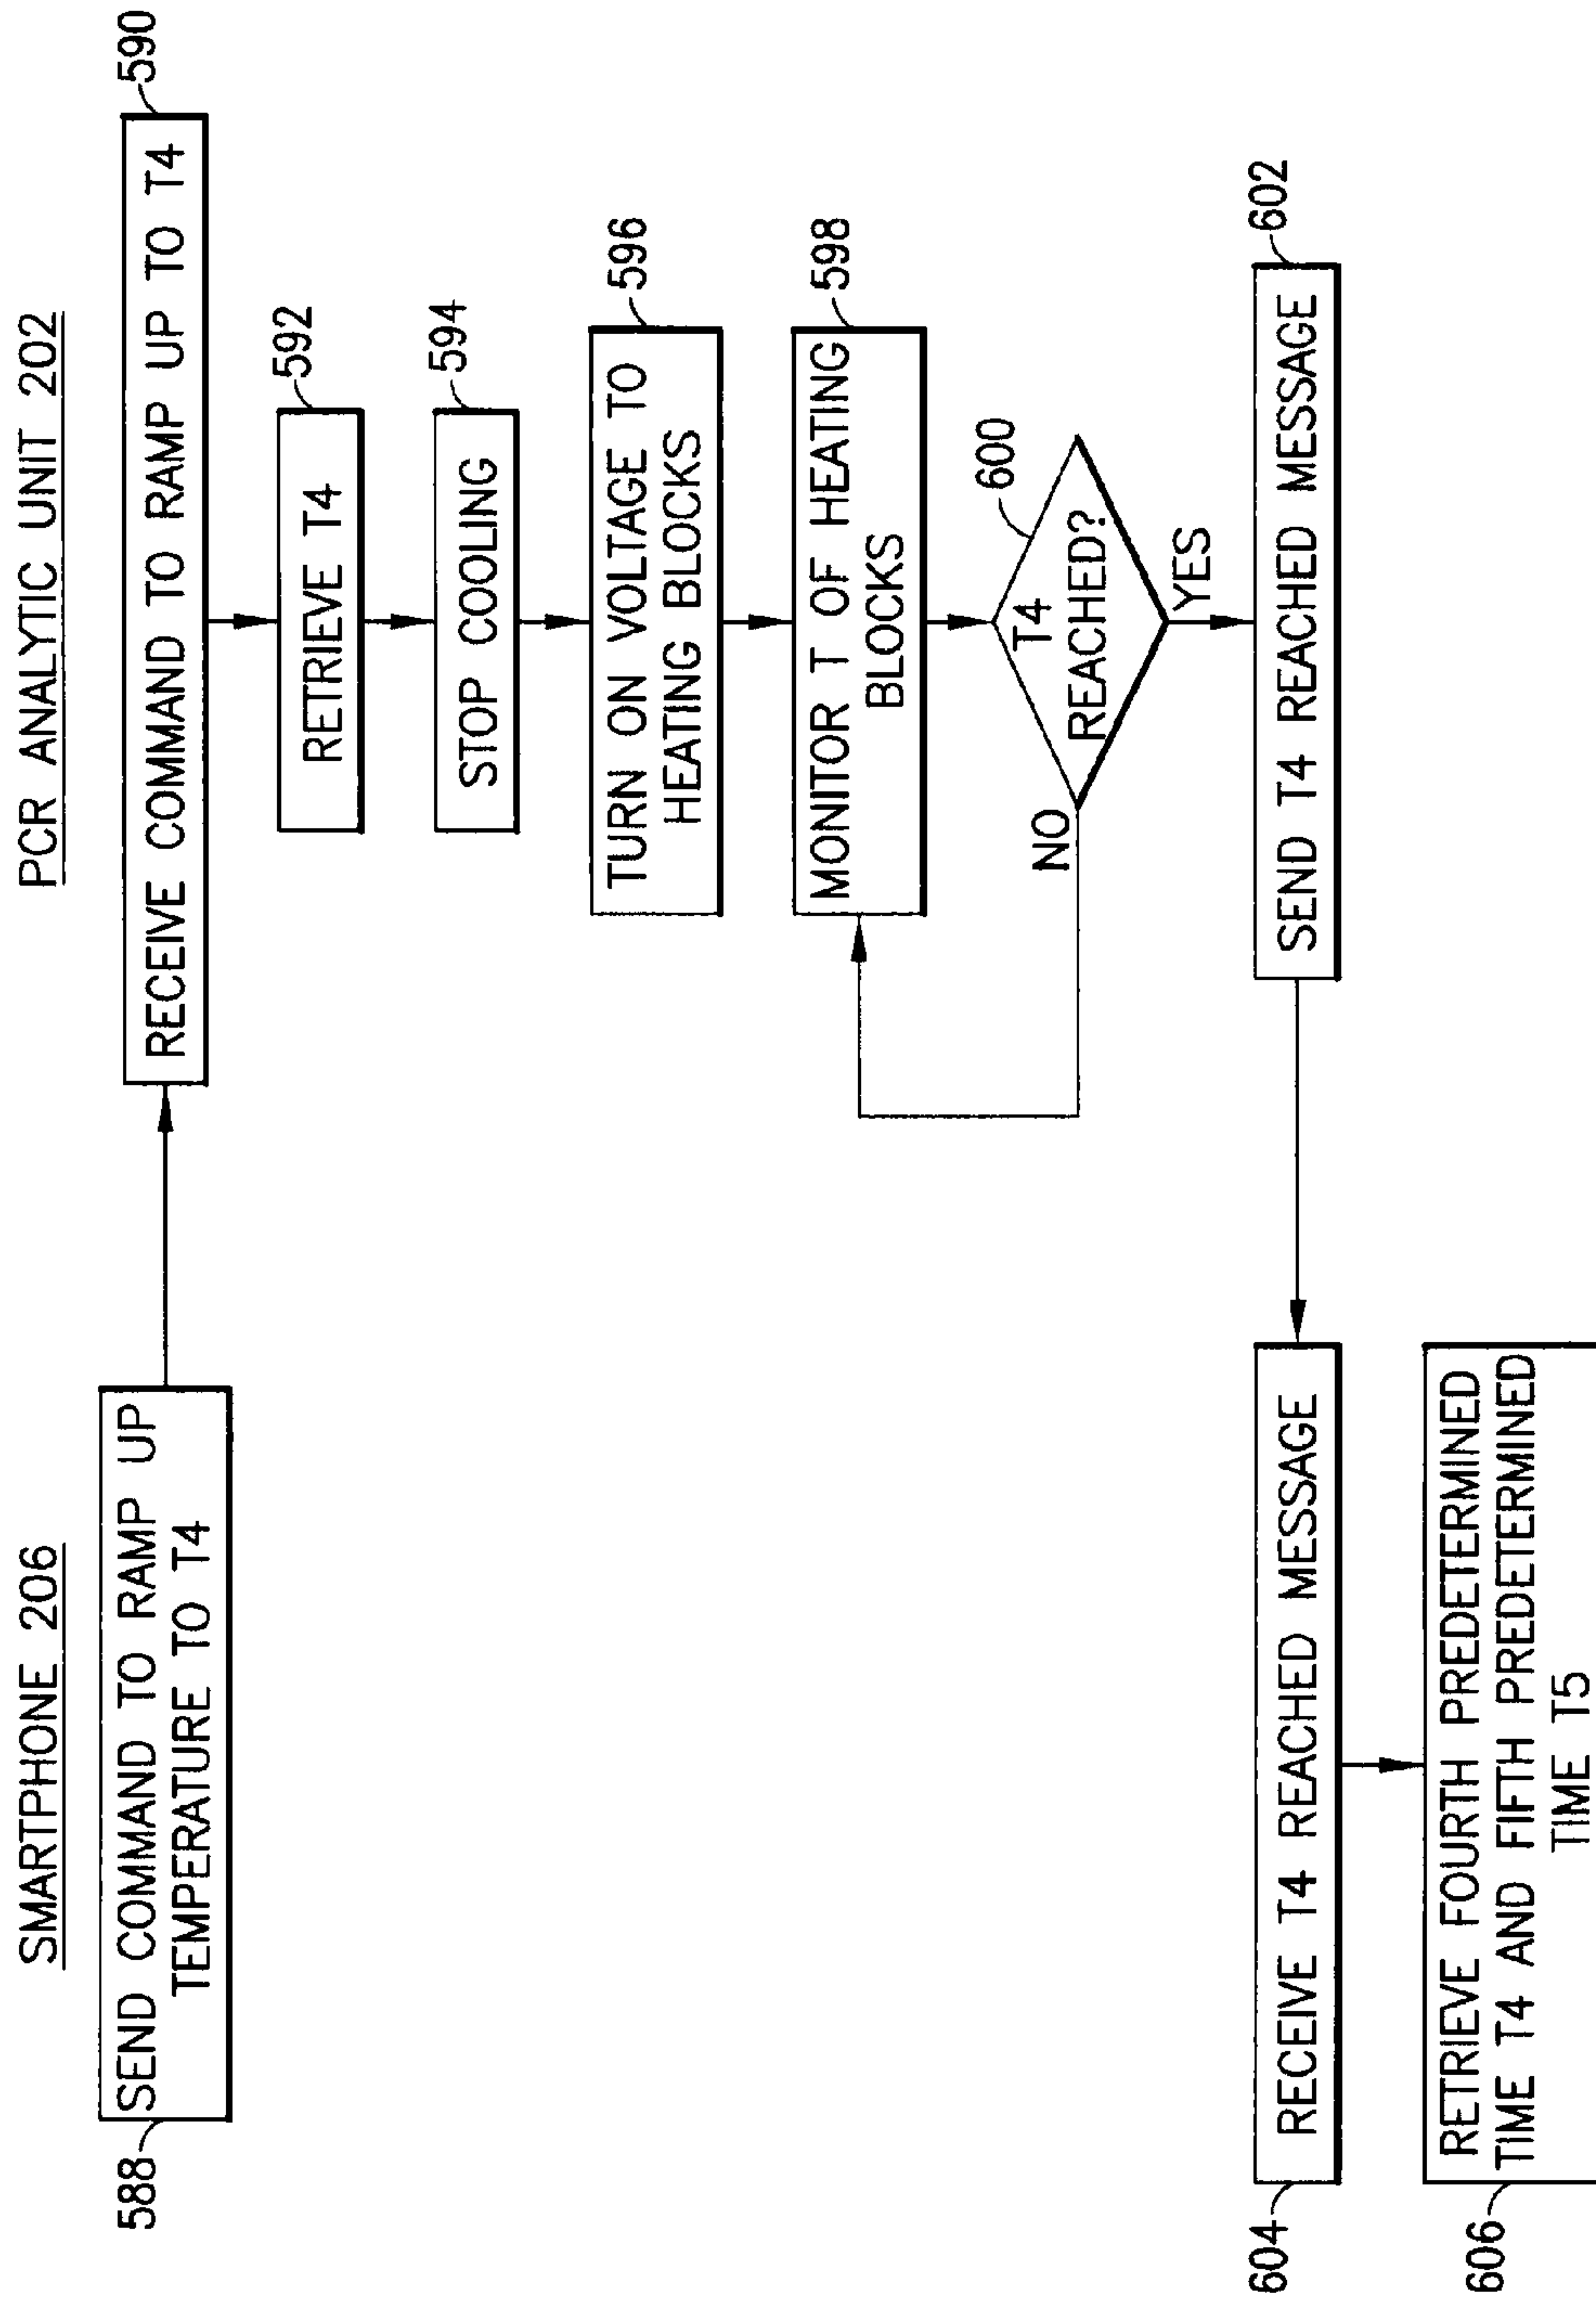 SMARTPHONE 206
PCR ANALYTIC UNIT 202
588
SEND COMMAND TO RAMP UP
TEMPERATURE TO T4
RECEIVE COMMAND TO RAMP UP TO T4
590
RETRIEVE T4
592
STOP COOLING
594
TURN ON VOLTAGE TO
HEATING BLOCKS
596
MONITOR T OF HEATING
BLOCKS
598
T4
REACHED?
600
NO
YES
SEND T4 REACHED MESSAGE
602
604
RECEIVE T4 REACHED MESSAGE
606
RETRIEVE FOURTH PREDETERMINED
TIME T4 AND FIFTH PREDETERMINED
TIME T5